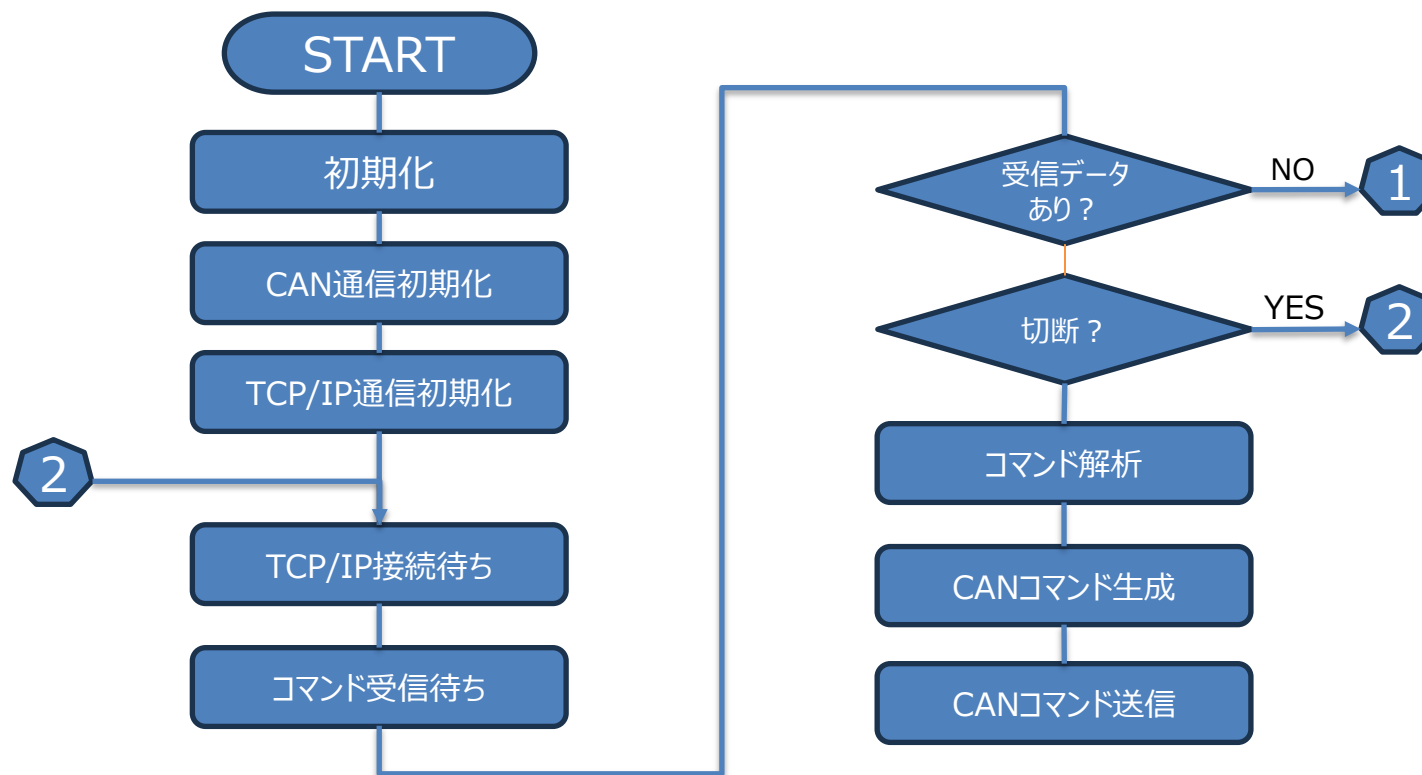 START
初期化
CAN通信初期化
TCP/IP通信初期化
2
TCP/IP接続待ち
コマンド受信待ち
受信データ
あり？
NO
1
切断？
YES
2
コマンド解析
CANコマンド生成
CANコマンド送信